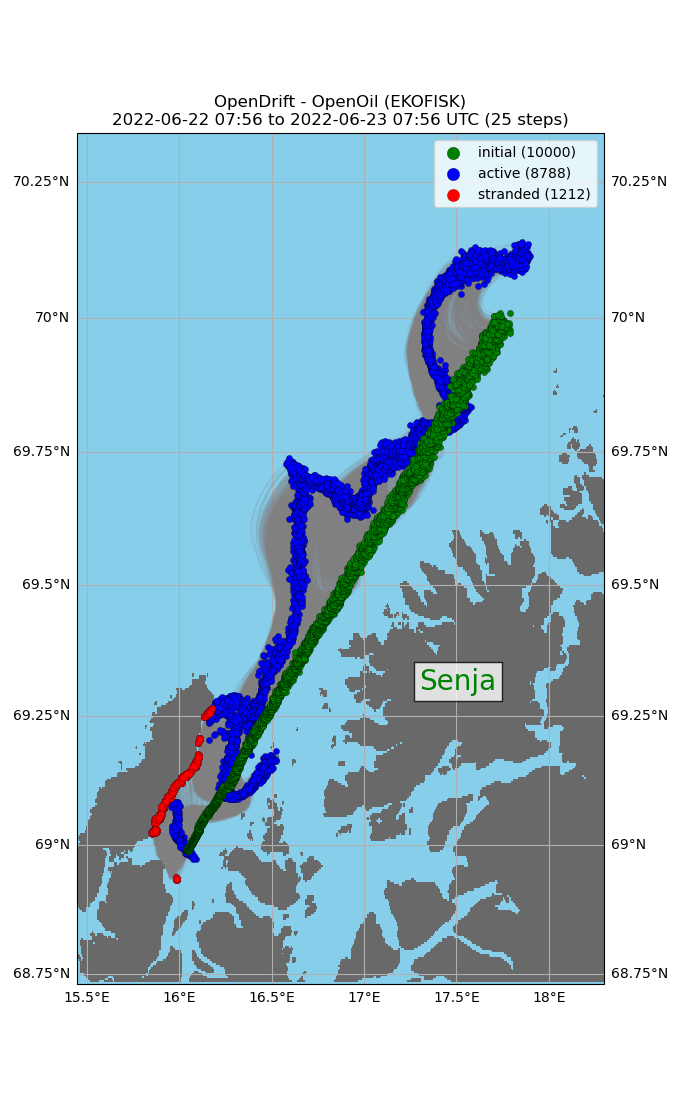 OpenDrift - OpenOil (EKOFISK)
2022-06-22 07:56 to 2022-06-23 07:56 UTC (25 steps)
initial (10000)
active (8788)
stranded (1212)
70.25°N 70.25°N
70°N 70°N
69.75°N 69.75°N
69.5°N 69.5°N
Senja
69.25°N 69.25°N
69°N 69°N
68.75°N 68.75°N
15.5°E 16°E 16.5°E 17°E 17.5°E 18°E